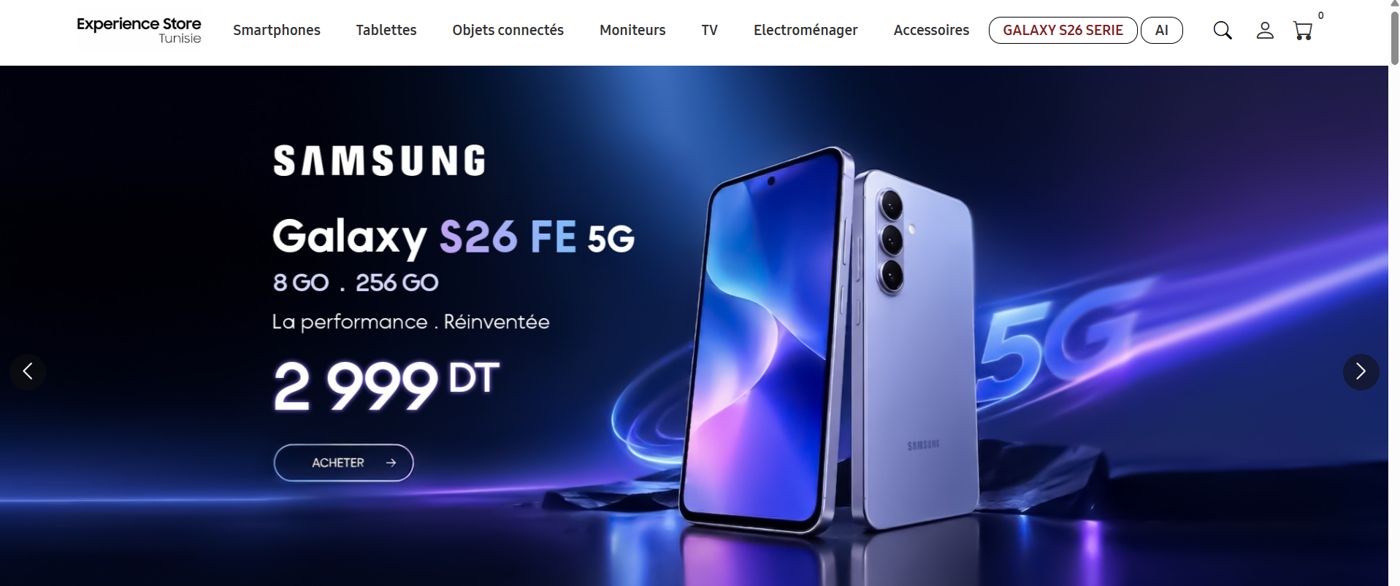 Experience Store
Tunisie
Smartphones
Tablettes
Objets connectés
Moniteurs
TV
Electroménager
Accessoires
GALAXY S26 SERIE
AI
0
SAMSUNG
Galaxy S26 FE 5G
8 GO . 256 GO
La performance . Réinventée
2 999 DT
ACHETER
5G
SAMSUNG